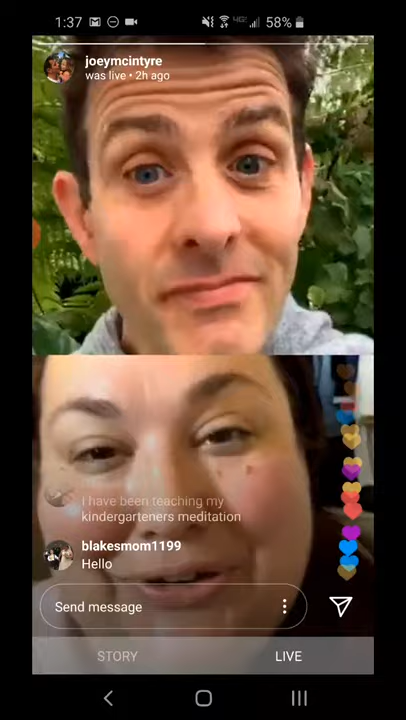 1:37
58%
joeymcintyre
was live • 2h ago
I have been teaching my
kindergarteners meditation
blakesmom1199
Hello
Send message
STORY
LIVE